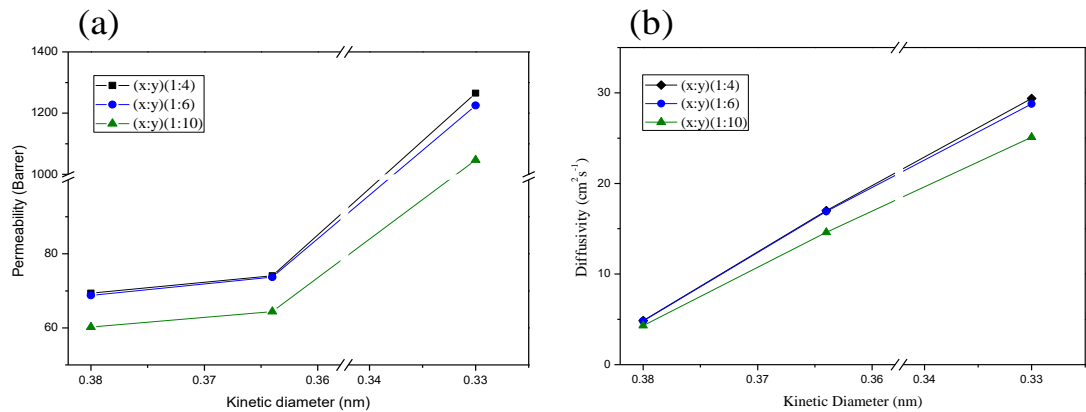 (a)
1400
1200
1000
80
60
Permeability (Barrer)
(x:y)(1:4)
(x:y)(1:6)
(x:y)(1:10)
0.38
0.37
0.36
0.34
0.33
Kinetic diameter (nm)
(b)
30
20
10
0
Diffusivity (cm²s⁻¹)
(x:y)(1:4)
(x:y)(1:6)
(x:y)(1:10)
0.38
0.37
0.36
0.34
0.33
Kinetic Diameter (nm)